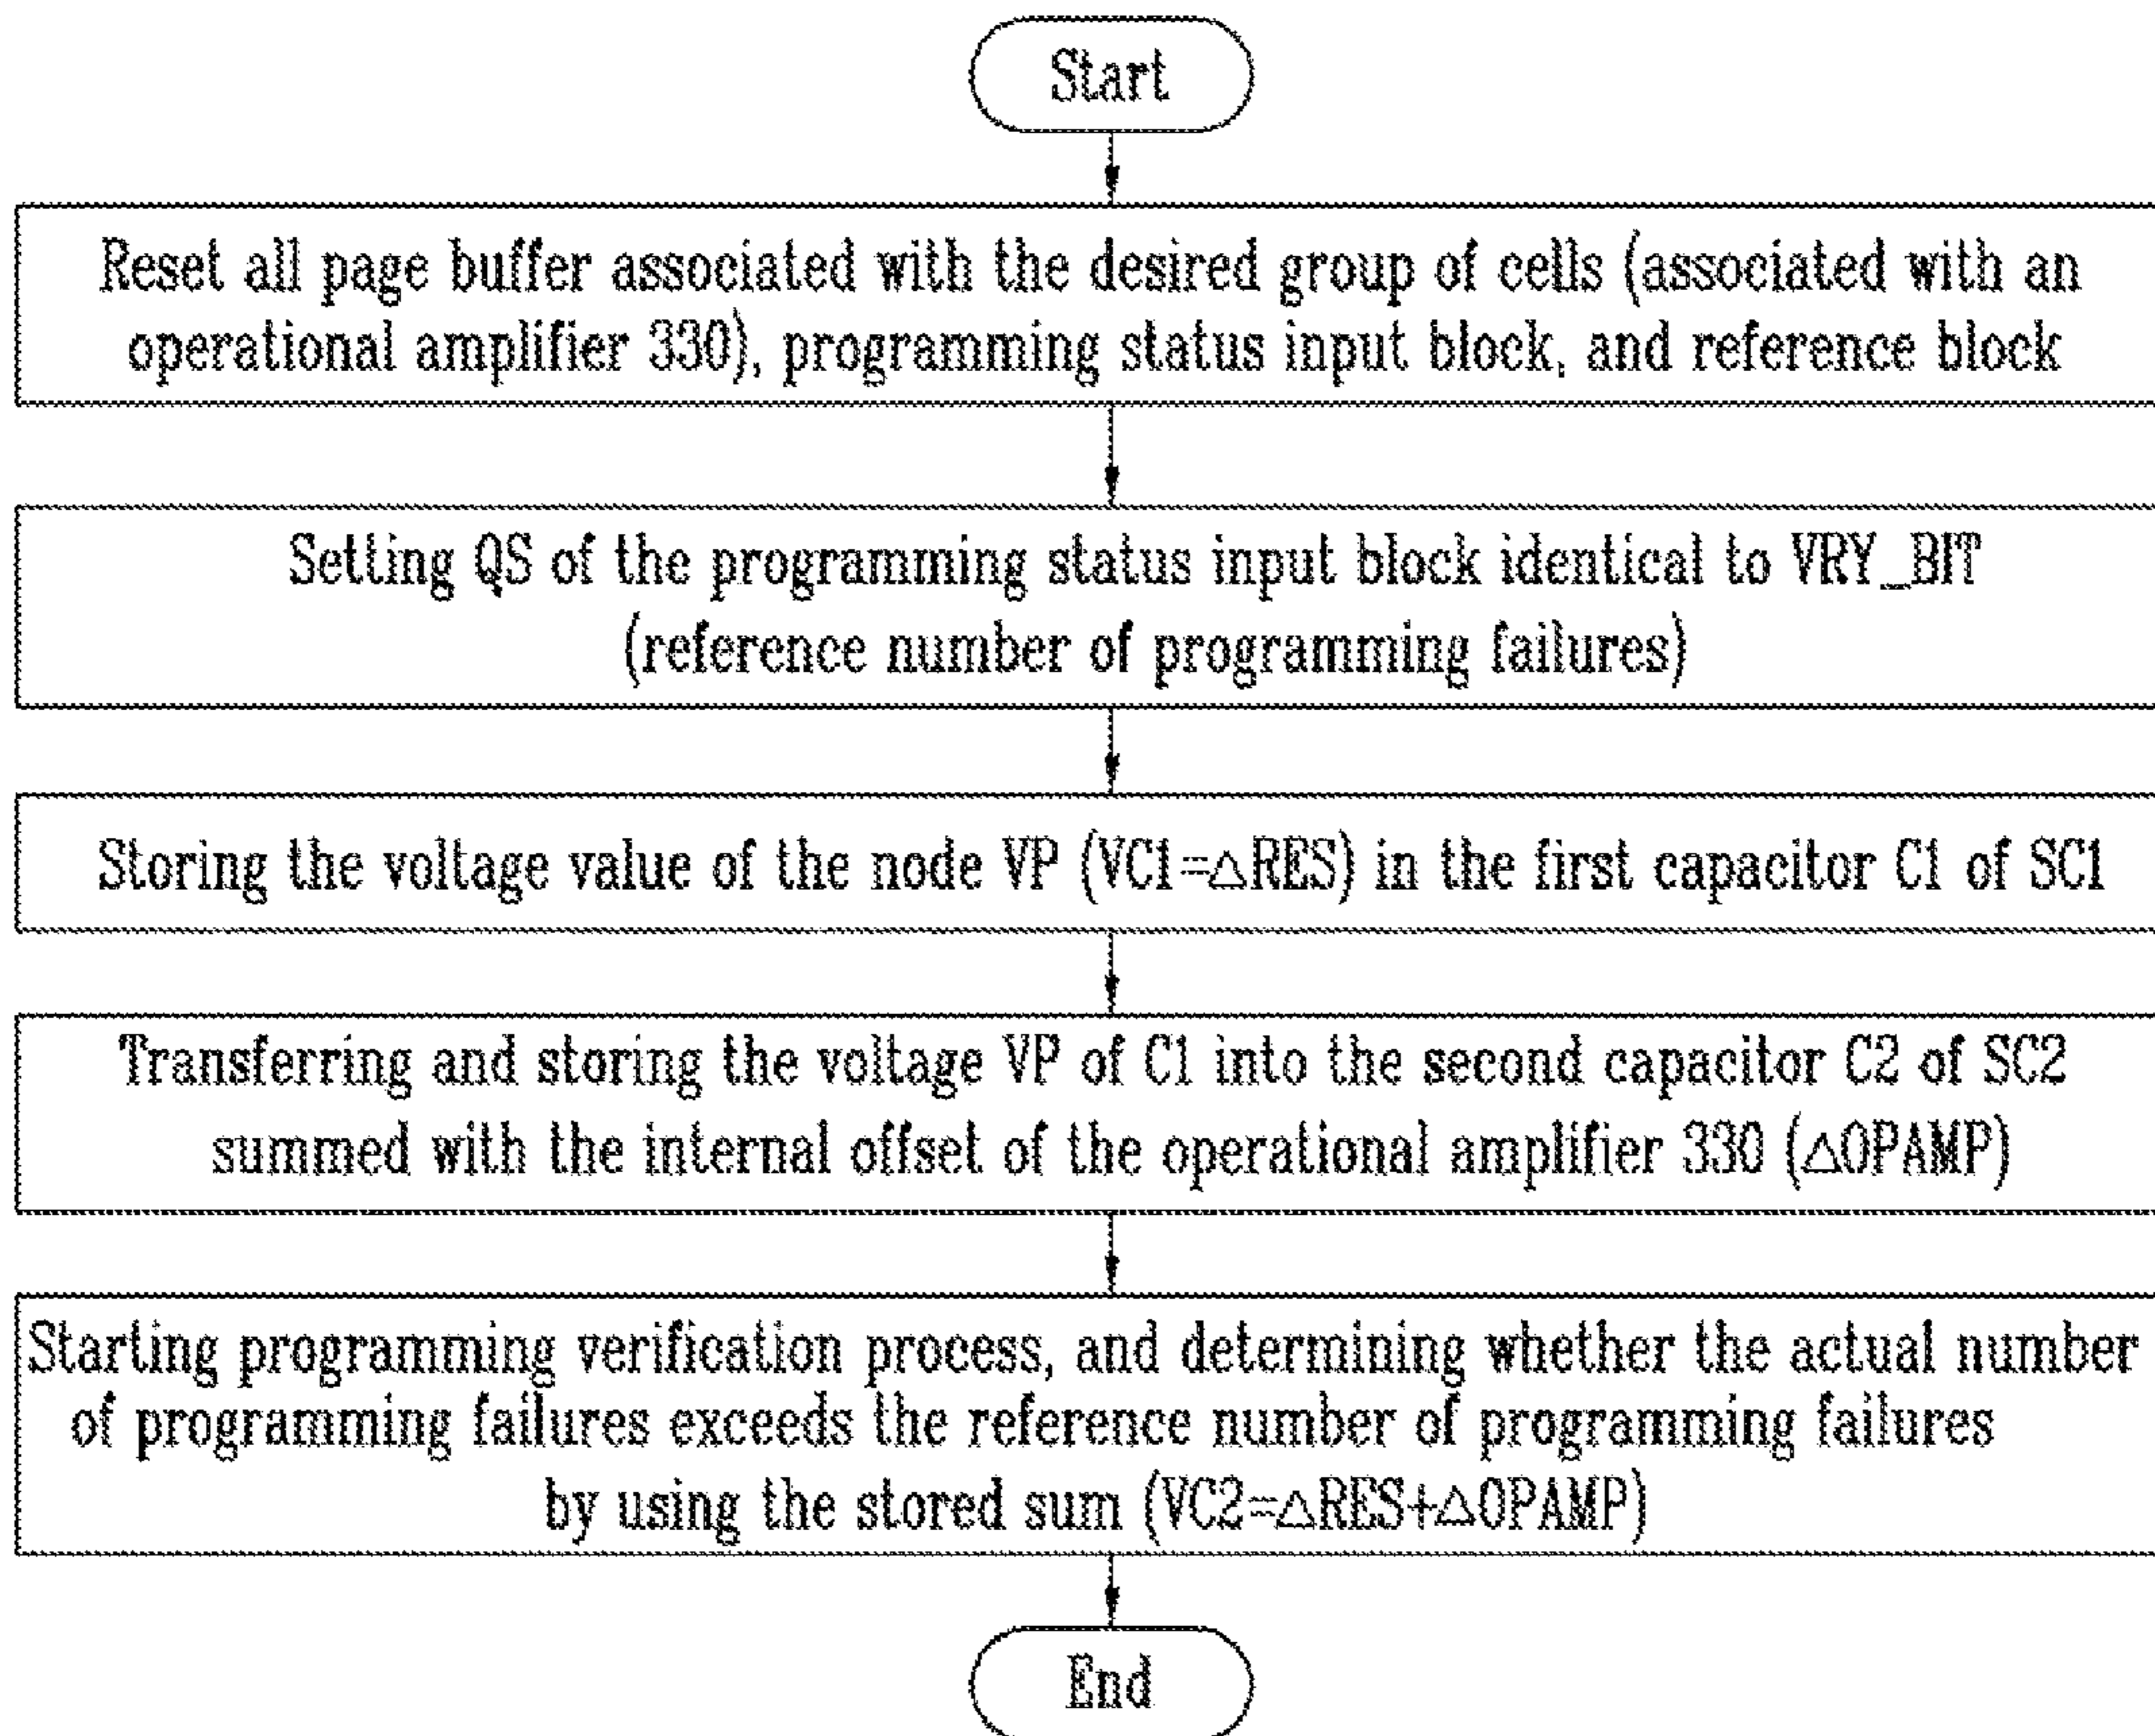 Start
Reset all page buffer associated with the desired group of cells (associated with an
operational amplifier 330), programming status input block, and reference block
Setting QS of the programming status input block identical to VRY_BIT
(reference number of programming failures)
Storing the voltage value of the node VP (VC1=△RES) in the first capacitor C1 of SC1
Transferring and storing the voltage VP of C1 into the second capacitor C2 of SC2
summed with the internal offset of the operational amplifier 330 (△OPAMP)
Starting programming verification process, and determining whether the actual number
of programming failures exceeds the reference number of programming failures
by using the stored sum (VC2=△RES+△OPAMP)
End